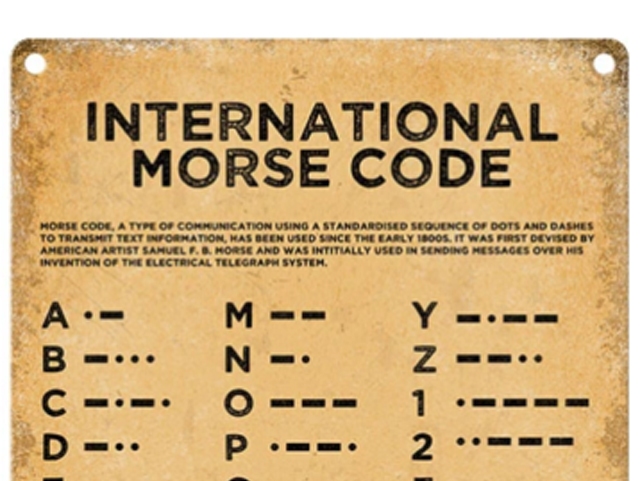 INTERNATIONAL
MORSE CODE
MORSE CODE, A TYPE OF COMMUNICATION USING A STANDARDISED SEQUENCE OF DOTS AND DASHES
TO TRANSMIT TEXT INFORMATION, HAS BEEN USED SINCE THE EARLY 1800S. IT WAS FIRST DEVISED BY
AMERICAN ARTIST SAMUEL F. B. MORSE AND WAS INTITIALLY USED IN SENDING MESSAGES OVER HIS
INVENTION OF THE ELECTRICAL TELEGRAPH SYSTEM.
A •− M −− Y −•−−
B −••• N −• Z −−••
C −•−• O −−− 1 •−−−−
D −•• P •−−• 2 ••−−−